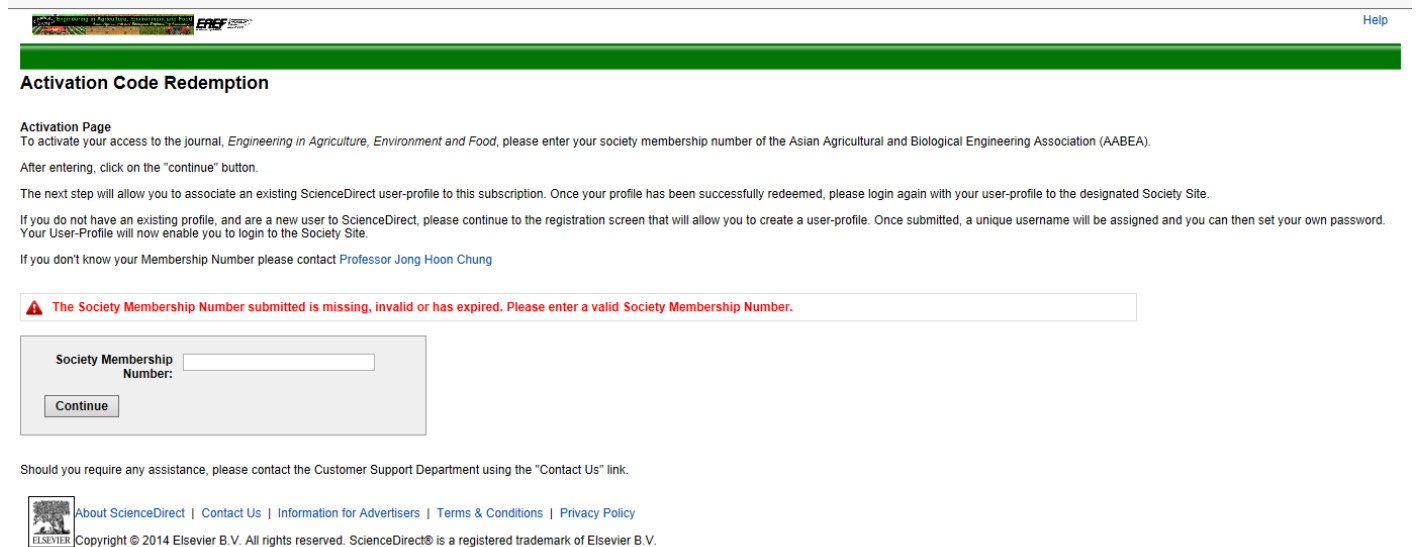 Engineering in Agriculture, Environment and Food
EAEF
Help
Activation Code Redemption
Activation Page
To activate your access to the journal, Engineering in Agriculture, Environment and Food, please enter your society membership number of the Asian Agricultural and Biological Engineering Association (AABEA).
After entering, click on the "continue" button.
The next step will allow you to associate an existing ScienceDirect user-profile to this subscription. Once your profile has been successfully redeemed, please login again with your user-profile to the designated Society Site.
If you do not have an existing profile, and are a new user to ScienceDirect, please continue to the registration screen that will allow you to create a user-profile. Once submitted, a unique username will be assigned and you can then set your own password.
Your User-Profile will now enable you to login to the Society Site.
If you don't know your Membership Number please contact Professor Jong Hoon Chung
The Society Membership Number submitted is missing, invalid or has expired. Please enter a valid Society Membership Number.
Society Membership
Number:
Continue
Should you require any assistance, please contact the Customer Support Department using the "Contact Us" link.
About ScienceDirect | Contact Us | Information for Advertisers | Terms & Conditions | Privacy Policy
ELSEVIER
Copyright © 2014 Elsevier B.V. All rights reserved. ScienceDirect® is a registered trademark of Elsevier B.V.